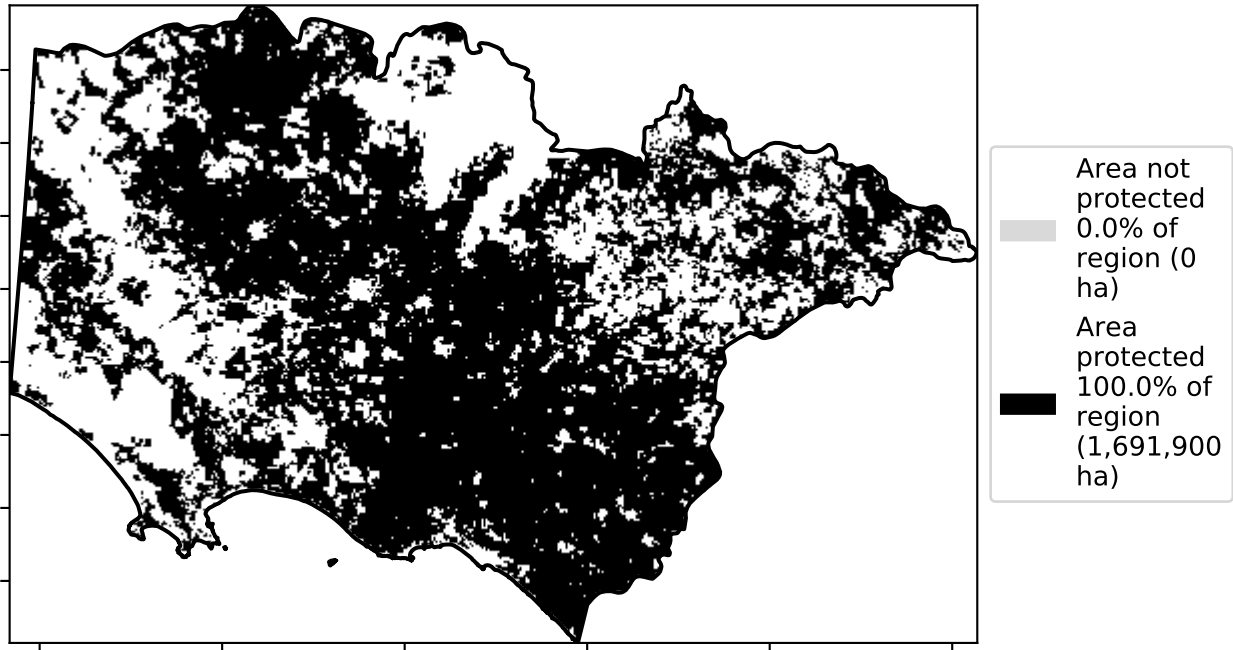 Area not
protected
0.0% of
region (0
ha)
Area
protected
100.0% of
region
(1,691,900
ha)